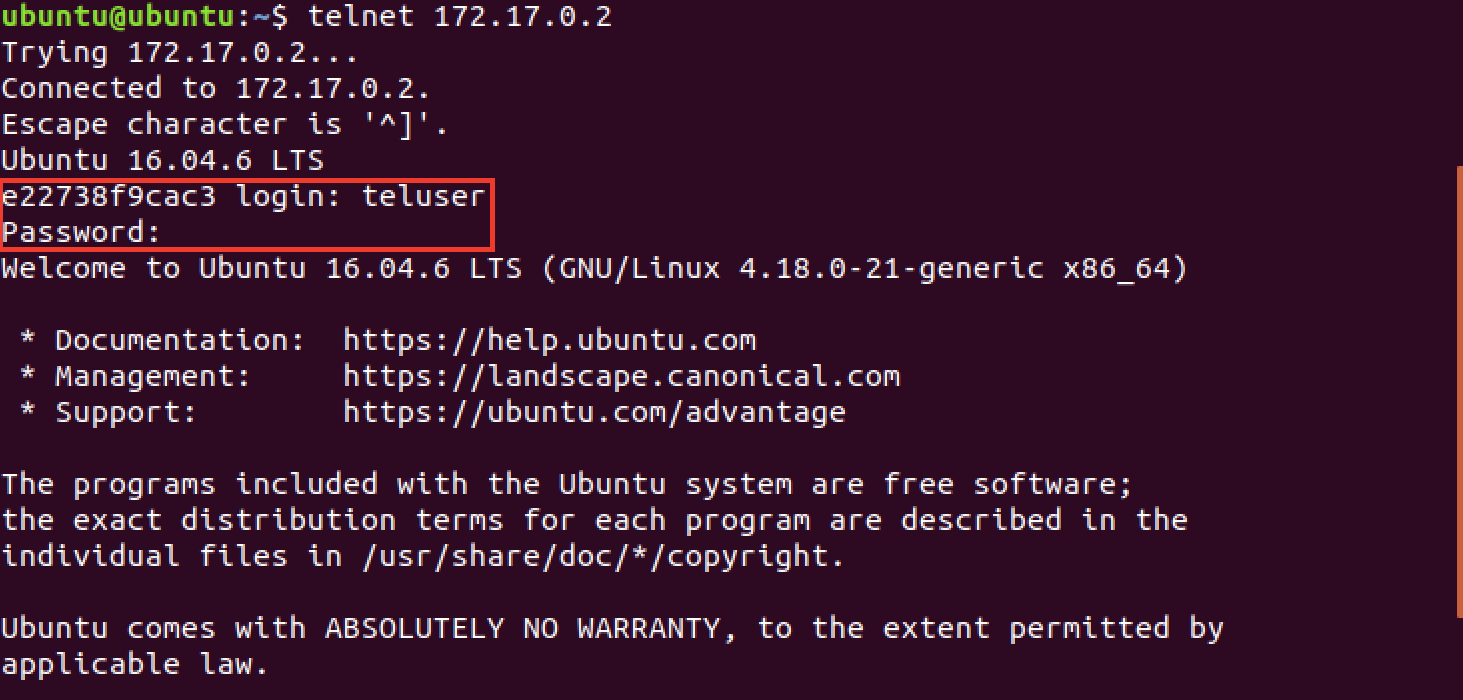 ubuntu@ubuntu:~$ telnet 172.17.0.2
Trying 172.17.0.2...
Connected to 172.17.0.2.
Escape character is '^]'.
Ubuntu 16.04.6 LTS
e22738f9cac3 login: teluser
Password:
Welcome to Ubuntu 16.04.6 LTS (GNU/Linux 4.18.0-21-generic x86_64)
* Documentation: https://help.ubuntu.com
* Management: https://landscape.canonical.com
* Support: https://ubuntu.com/advantage
The programs included with the Ubuntu system are free software;
the exact distribution terms for each program are described in the
individual files in /usr/share/doc/*/copyright.
Ubuntu comes with ABSOLUTELY NO WARRANTY, to the extent permitted by
applicable law.